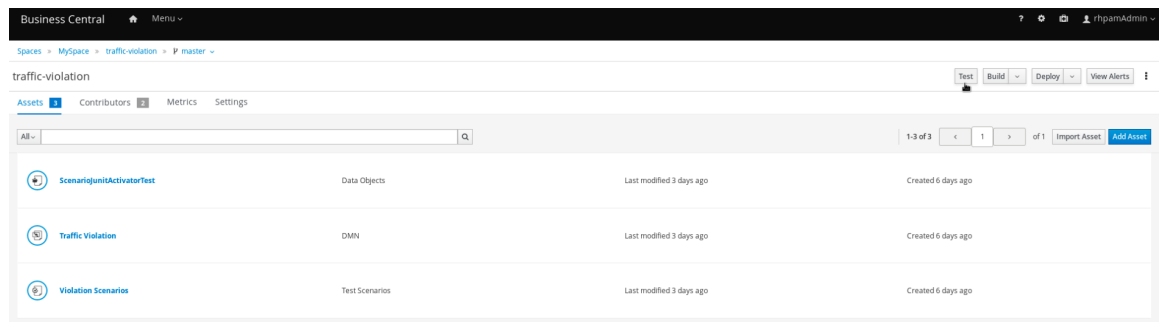 Business Central Menu ? rhpamAdmin
Spaces » MySpace » traffic-violation » master
traffic-violation Test Build Deploy View Alerts
Assets 3 Contributors 2 Metrics Settings
All 1-3 of 3 < 1 > of 1 Import Asset Add Asset
ScenarioJunitActivatorTest Data Objects Last modified 3 days ago Created 6 days ago
Traffic Violation DMN Last modified 3 days ago Created 6 days ago
Violation Scenarios Test Scenarios Last modified 3 days ago Created 6 days ago